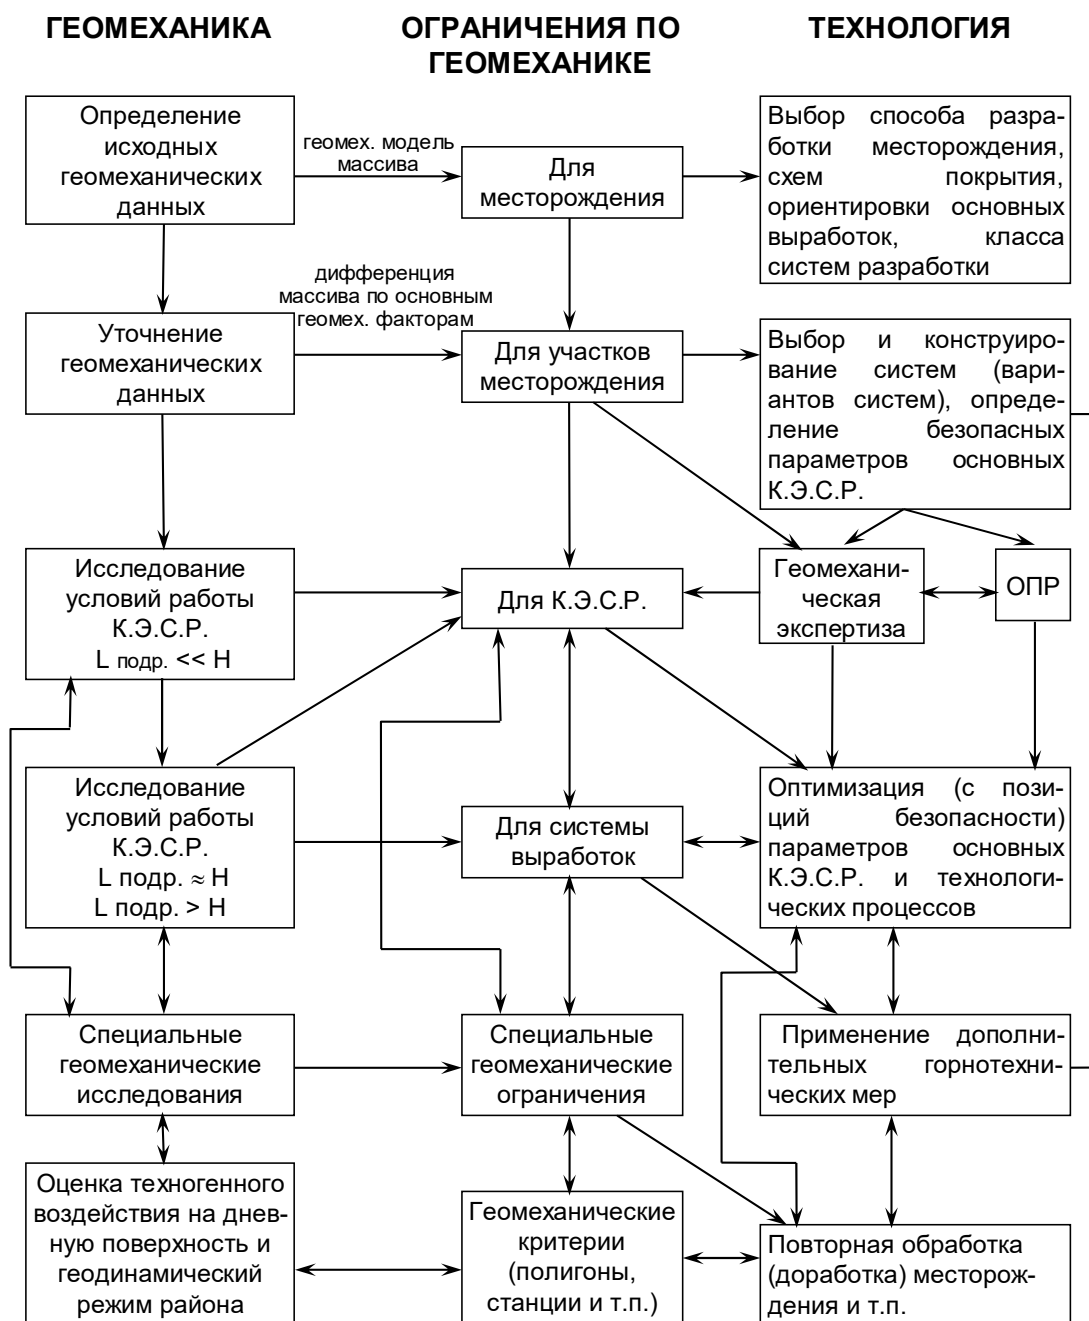 ГЕОМЕХАНИКА
ОГРАНИЧЕНИЯ ПО
ГЕОМЕХАНИКЕ
ТЕХНОЛОГИЯ
Определение
исходных
геомеханических
данных
геомех. модель
массива
Для
месторождения
Выбор способа разра-
ботки месторождения,
схем покрытия,
ориентировки основных
выработок, класса
систем разработки
дифференция
массива по основным
геомех. факторам
Уточнение
геомеханических
данных
Для участков
месторождения
Выбор и конструиро-
вание систем (вари-
антов систем), опреде-
ление безопасных
параметров основных
К.Э.С.Р.
Исследование
условий работы
К.Э.С.Р.
L подр. << H
Для К.Э.С.Р.
Геомехани-
ческая
экспертиза
ОПР
Исследование
условий работы
К.Э.С.Р.
L подр. ≈ H
L подр. > H
Для системы
выработок
Оптимизация (с пози-
ций безопасности)
параметров основных
К.Э.С.Р. и технологи-
ческих процессов
Специальные
геомеханические
исследования
Специальные
геомеханические
ограничения
Применение дополни-
тельных горнотехни-
ческих мер
Оценка техногенного
воздействия на днев-
ную поверхность и
геодинамический
режим района
Геомеханические
критерии
(полигоны,
станции и т.п.)
Повторная обработка
(доработка) месторож-
дения и т.п.